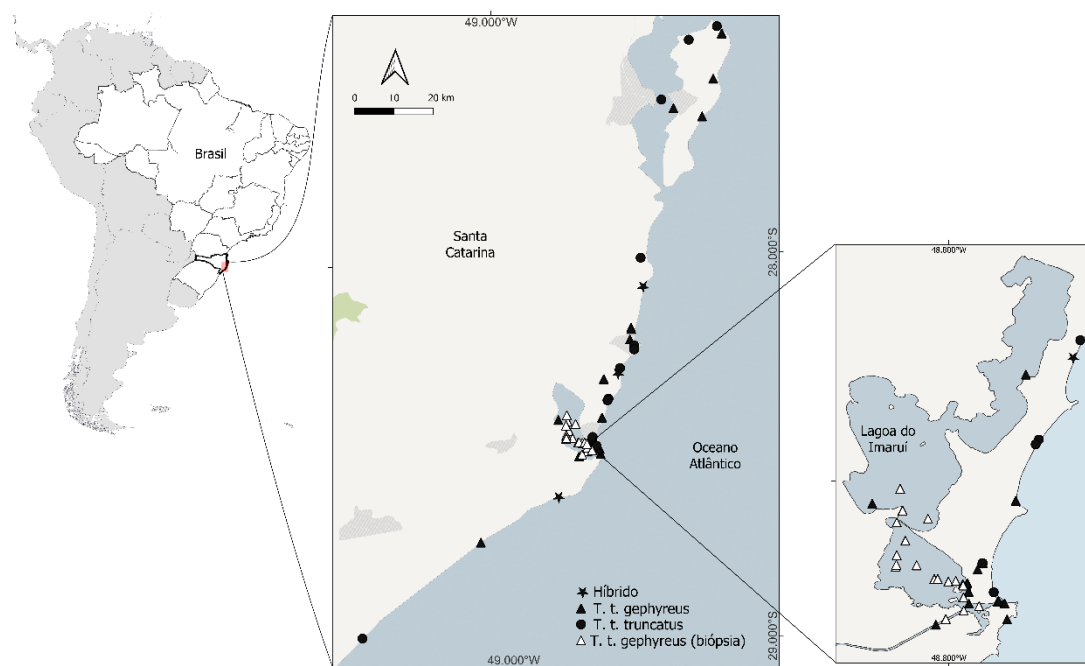 Brasil
49.000°W
0 10 20 km
Santa
Catarina
28.000°S
Oceano
Atlântico
Híbrido
T. t. gephyreus
T. t. truncatus
T. t. gephyreus (biópsia)
49.000°W
29.000°S
48.800°W
Lagoa do
Imaruí
48.800°W